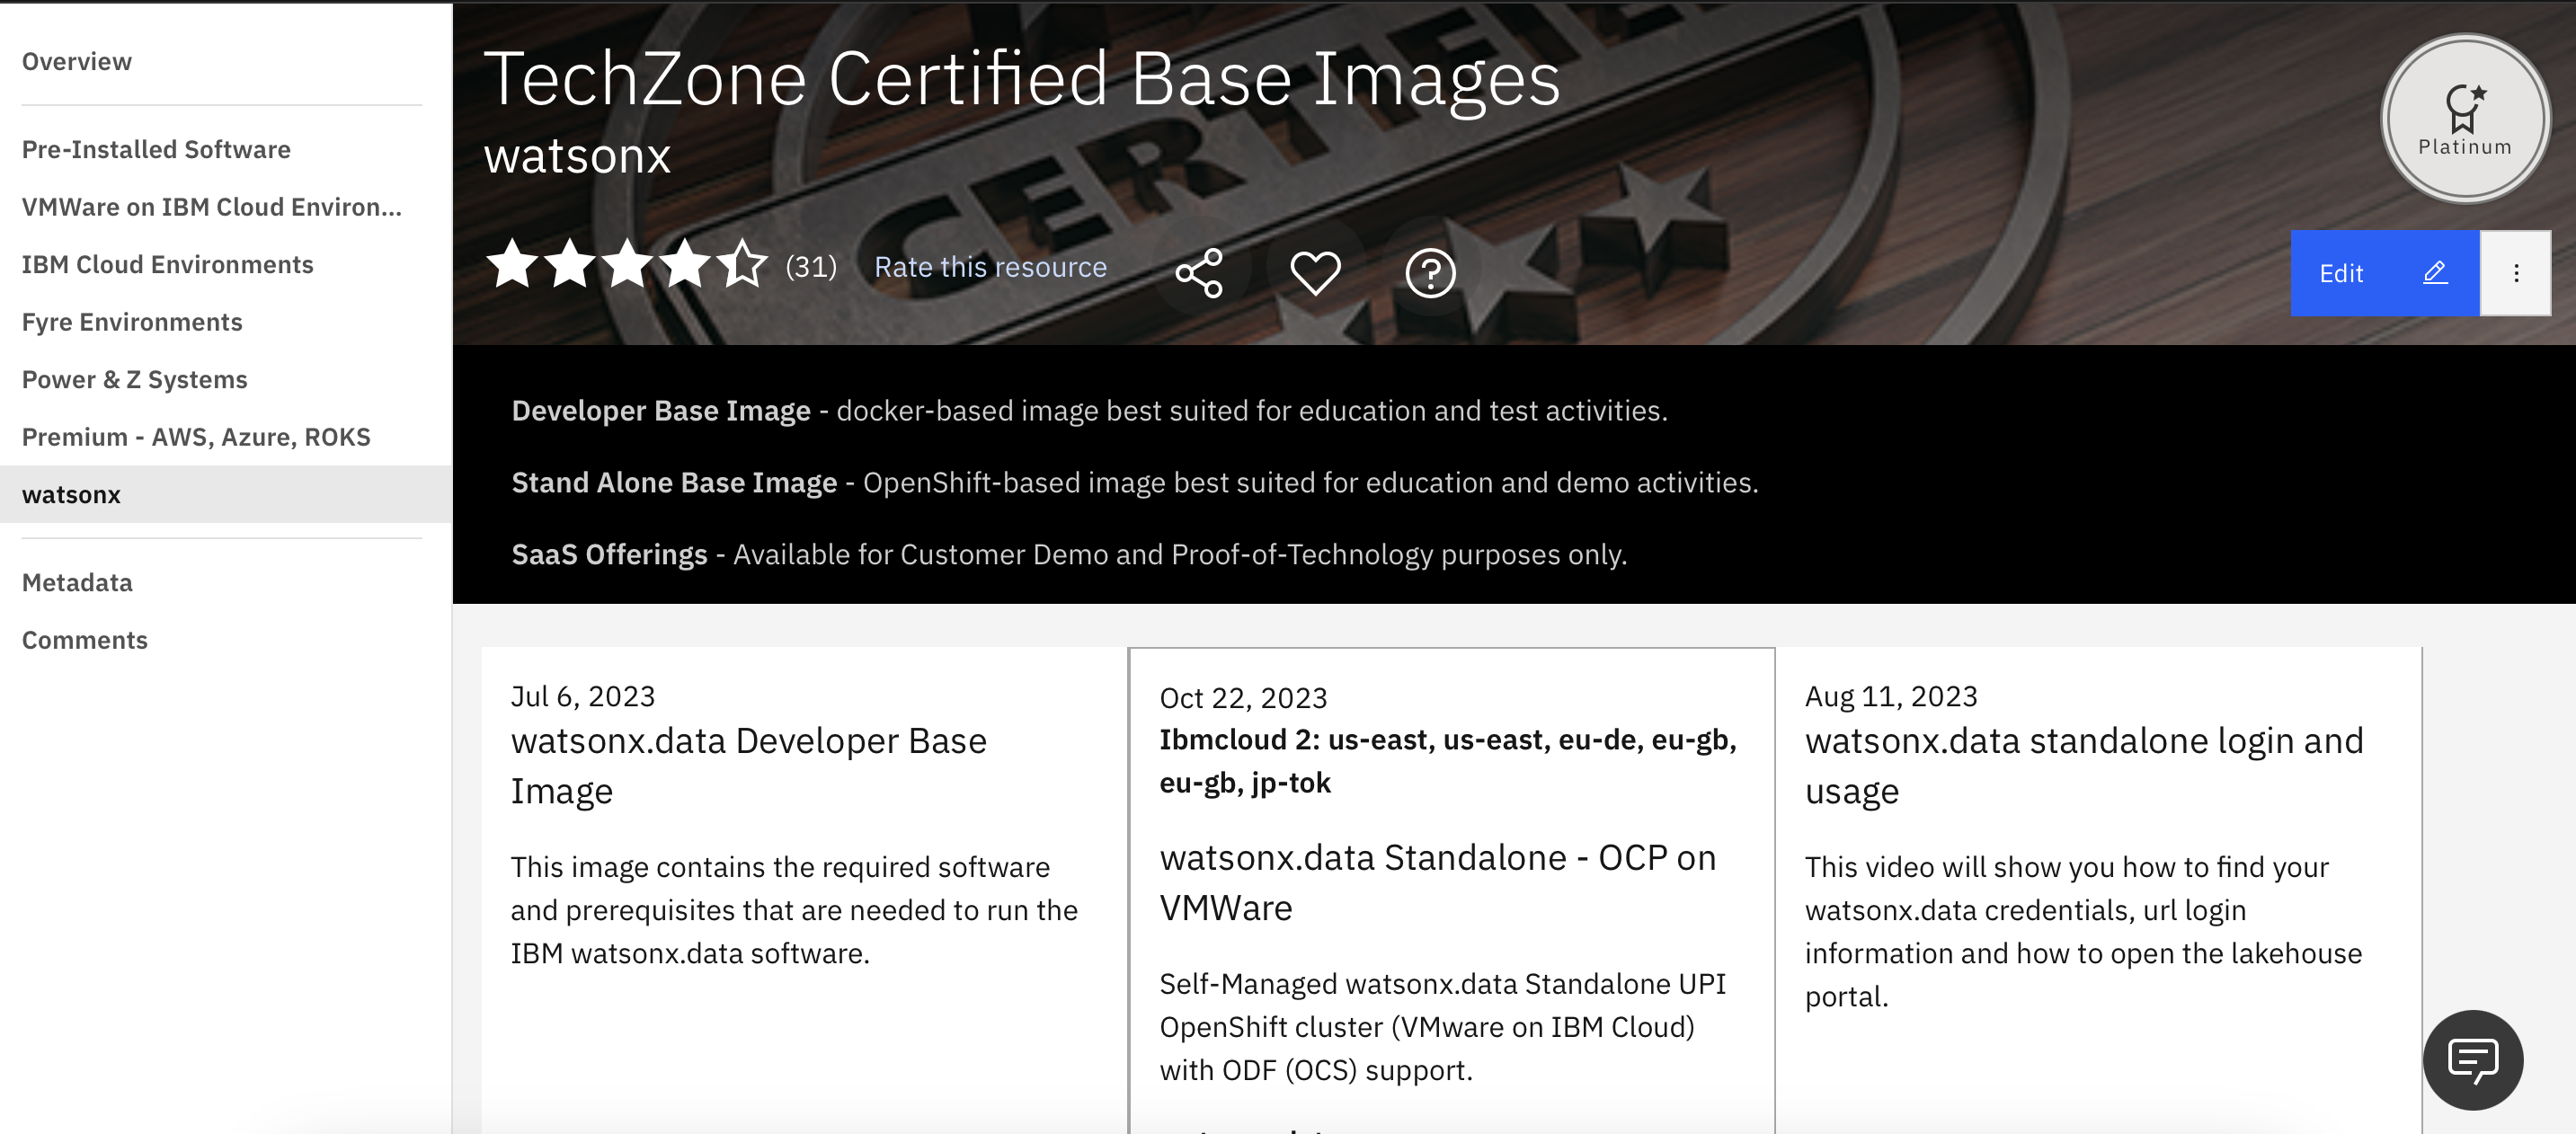 Overview
Pre-Installed Software
VMWare on IBM Cloud Environ...
IBM Cloud Environments
Fyre Environments
Power & Z Systems
Premium - AWS, Azure, ROKS
watsonx
Metadata
Comments
TechZone Certified Base Images
watsonx
CERTIFIE
Platinum
(31) Rate this resource
Edit
Developer Base Image - docker-based image best suited for education and test activities.
Stand Alone Base Image - OpenShift-based image best suited for education and demo activities.
SaaS Offerings - Available for Customer Demo and Proof-of-Technology purposes only.
Jul 6, 2023
watsonx.data Developer Base
Image
This image contains the required software
and prerequisites that are needed to run the
IBM watsonx.data software.
Oct 22, 2023
Ibmcloud 2: us-east, us-east, eu-de, eu-gb,
eu-gb, jp-tok
watsonx.data Standalone - OCP on
VMWare
Self-Managed watsonx.data Standalone UPI
OpenShift cluster (VMware on IBM Cloud)
with ODF (OCS) support.
Aug 11, 2023
watsonx.data standalone login and
usage
This video will show you how to find your
watsonx.data credentials, url login
information and how to open the lakehouse
portal.